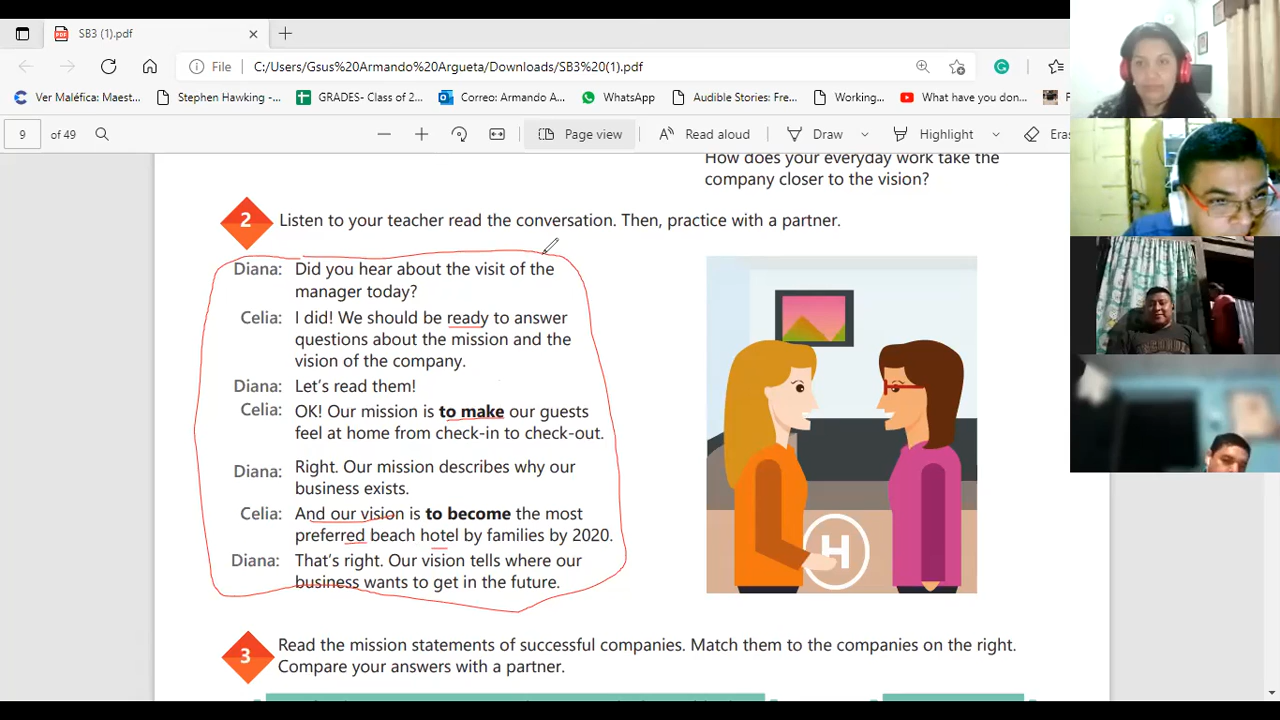 SB3 (1).pdf
File
C:/Users/Gsus%20Armando%20Argueta/Downloads/SB3%20(1).pdf
Ver Maléfica: Maest...
Stephen Hawking -...
GRADES- Class of 2...
Correo: Armando A...
WhatsApp
Audible Stories: Fre...
Working...
What have you don...
9 of 49
Page view
Read aloud
Draw
Highlight
How does your everyday work take the
company closer to the vision?
2 Listen to your teacher read the conversation. Then, practice with a partner.
Diana: Did you hear about the visit of the
manager today?
Celia: I did! We should be ready to answer
questions about the mission and the
vision of the company.
Diana: Let's read them!
Celia: OK! Our mission is to make our guests
feel at home from check-in to check-out.
Diana: Right. Our mission describes why our
business exists.
Celia: And our vision is to become the most
preferred beach hotel by families by 2020.
Diana: That's right. Our vision tells where our
business wants to get in the future.
H
3 Read the mission statements of successful companies. Match them to the companies on the right.
Compare your answers with a partner.